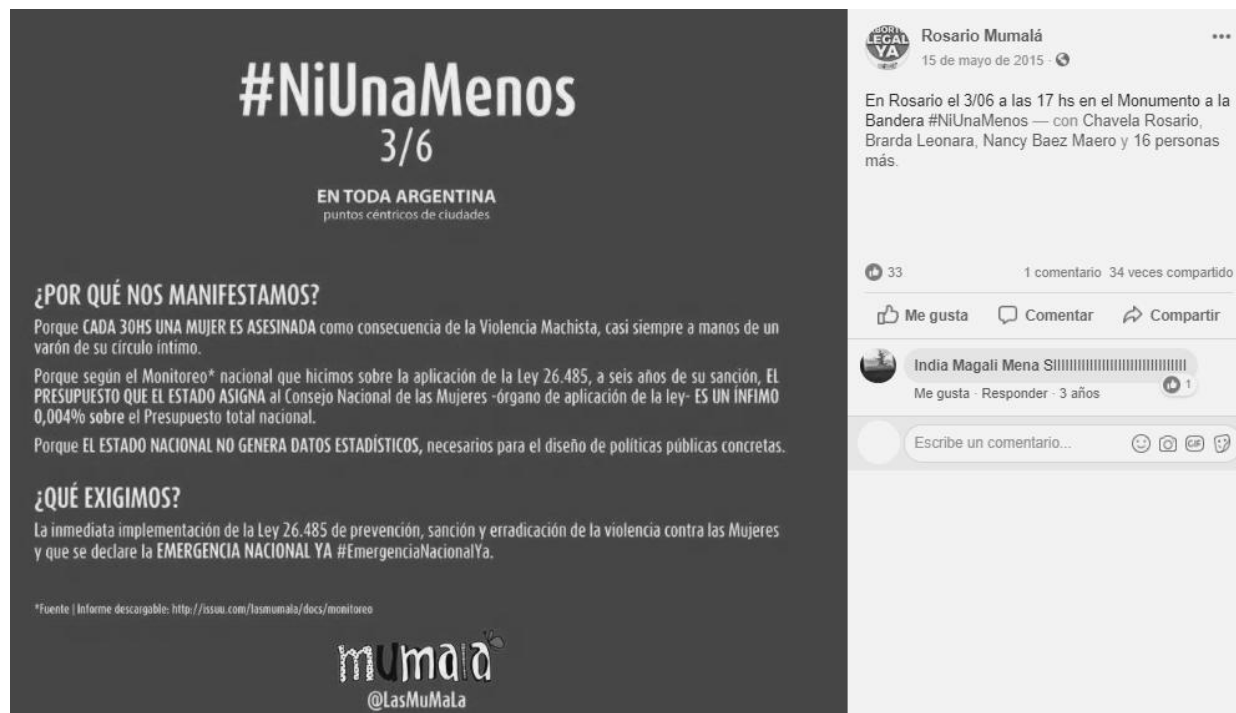 #NiUnaMenos
3/6
EN TODA ARGENTINA
puntos céntricos de ciudades
¿POR QUÉ NOS MANIFESTAMOS?
Porque CADA 30HS UNA MUJER ES ASESINADA como consecuencia de la Violencia Machista, casi siempre a manos de un
varón de su círculo íntimo.
Porque según el Monitoreo* nacional que hicimos sobre la aplicación de la Ley 26.485, a seis años de su sanción, EL
PRESUPUESTO QUE EL ESTADO ASIGNA al Consejo Nacional de las Mujeres -órgano de aplicación de la ley- ES UN ÍNFIMO
0,004% sobre el Presupuesto total nacional.
Porque EL ESTADO NACIONAL NO GENERA DATOS ESTADÍSTICOS, necesarios para el diseño de políticas públicas concretas.
¿QUÉ EXIGIMOS?
La inmediata implementación de la Ley 26.485 de prevención, sanción y erradicación de la violencia contra las Mujeres
y que se declare la EMERGENCIA NACIONAL YA #EmergenciaNacionalYa.
*Fuente | Informe descargable: http://issuu.com/lasmumala/docs/monitoreo
mumala
@LasMuMaLa
LEGAL
YA
Rosario Mumalá
15 de mayo de 2015
En Rosario el 3/06 a las 17 hs en el Monumento a la
Bandera #NiUnaMenos — con Chavela Rosario,
Brarda Leonara, Nancy Baez Maero y 16 personas
más.
33
1 comentario 34 veces compartido
Me gusta Comentar Compartir
India Magali Mena SIIIIIIIIIIIIIIIIIIIIIIIIIIIIIIIII
1
Me gusta · Responder · 3 años
Escribe un comentario...
GIF